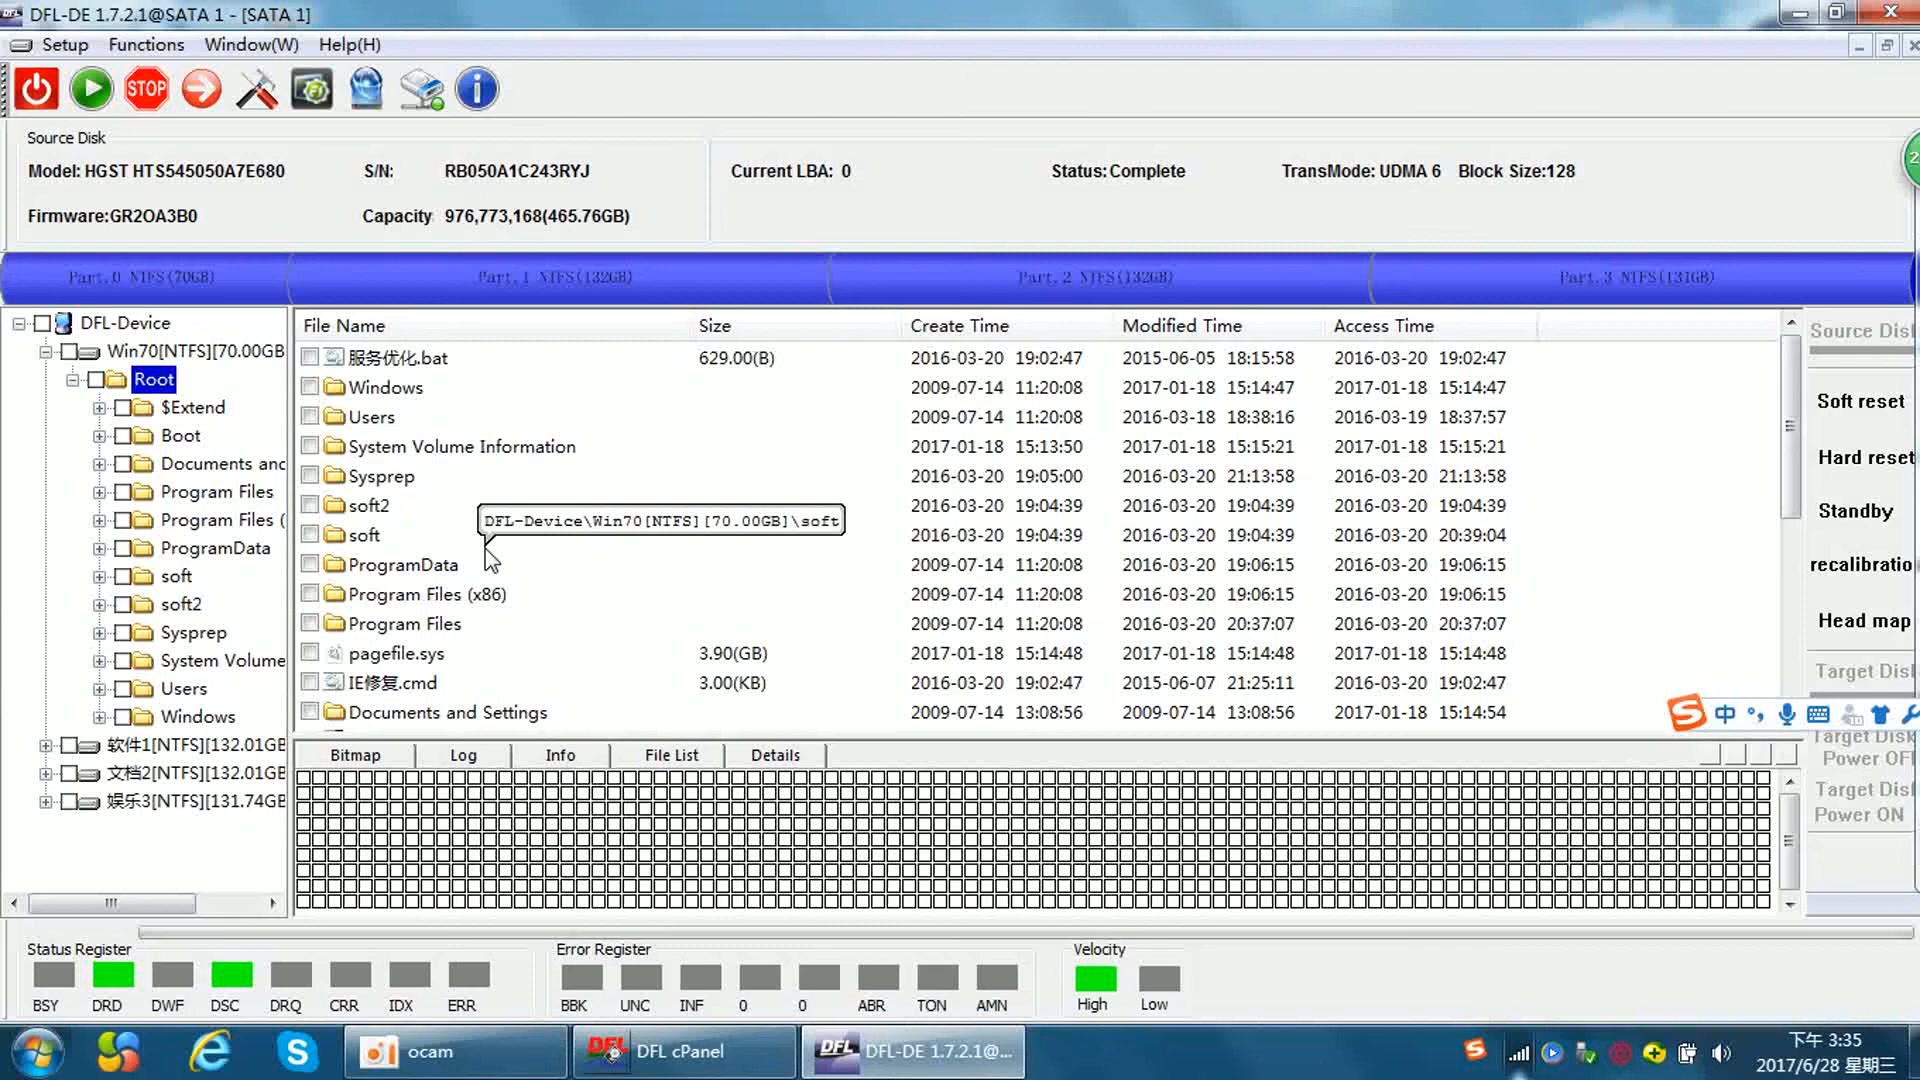 DFL-DE 1.7.2.1@SATA 1 - [SATA 1]
Setup Functions Window(W) Help(H)
STOP
Source Disk
Model: HGST HTS545050A7E680 S/N: RB050A1C243RYJ Current LBA: 0 Status:Complete TransMode: UDMA 6 Block Size:128
Firmware:GR2OA3B0 Capacity 976,773,168(465.76GB)
Part.0 NTFS(70GB) Part.1 NTFS(132GB) Part.2 NTFS(132GB) Part.3 NTFS(131GB)
DFL-Device
Win70[NTFS][70.00GB
Root
$Extend
Boot
Documents anc
Program Files
Program Files (
ProgramData
soft
soft2
Sysprep
System Volume
Users
Windows
软件1[NTFS][132.01GB
文档2[NTFS][132.01GB
娱乐3[NTFS][131.74GB
File Name Size Create Time Modified Time Access Time
服务优化.bat 629.00(B) 2016-03-20 19:02:47 2015-06-05 18:15:58 2016-03-20 19:02:47
Windows 2009-07-14 11:20:08 2017-01-18 15:14:47 2017-01-18 15:14:47
Users 2009-07-14 11:20:08 2016-03-18 18:38:16 2016-03-19 18:37:57
System Volume Information 2017-01-18 15:13:50 2017-01-18 15:15:21 2017-01-18 15:15:21
Sysprep 2016-03-20 19:05:00 2016-03-20 21:13:58 2016-03-20 21:13:58
soft2 2016-03-20 19:04:39 2016-03-20 19:04:39 2016-03-20 19:04:39
DFL-Device\Win70[NTFS][70.00GB]\soft
soft 2016-03-20 19:04:39 2016-03-20 19:04:39 2016-03-20 20:39:04
ProgramData 2009-07-14 11:20:08 2016-03-20 19:06:15 2016-03-20 19:06:15
Program Files (x86) 2009-07-14 11:20:08 2016-03-20 19:06:15 2016-03-20 19:06:15
Program Files 2009-07-14 11:20:08 2016-03-20 20:37:07 2016-03-20 20:37:07
pagefile.sys 3.90(GB) 2017-01-18 15:14:48 2017-01-18 15:14:48 2017-01-18 15:14:48
IE修复.cmd 3.00(KB) 2016-03-20 19:02:47 2015-06-07 21:25:11 2016-03-20 19:02:47
Documents and Settings 2009-07-14 13:08:56 2009-07-14 13:08:56 2017-01-18 15:14:54
Source Dis
Soft reset
Hard reset
Standby
recalibratio
Head map
Target Disl
中
Target Disk
Power OFF
Target Disl
Power ON
Bitmap Log Info File List Details
Status Register Error Register Velocity
BSY DRD DWF DSC DRQ CRR IDX ERR BBK UNC INF 0 0 ABR TON AMN High Low
ocam DFL cPanel DFL DFL-DE 1.7.2.1@...
下午 3:35
2017/6/28 星期三